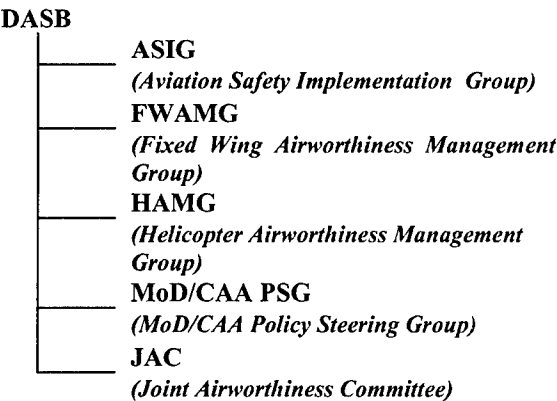 DASB
ASIG
(Aviation Safety Implementation Group)
FWAMG
(Fixed Wing Airworthiness Management
Group)
HAMG
(Helicopter Airworthiness Management
Group)
MoD/CAA PSG
(MoD/CAA Policy Steering Group)
JAC
(Joint Airworthiness Committee)